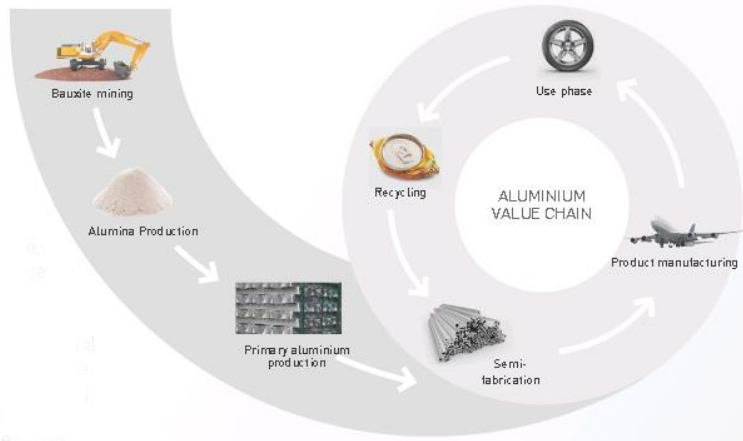 Bauxite mining
Alumina Production
Primary aluminium
production
Semi-
fabrication
Product manufacturing
Use phase
Recycling
ALUMINIUM
VALUE CHAIN